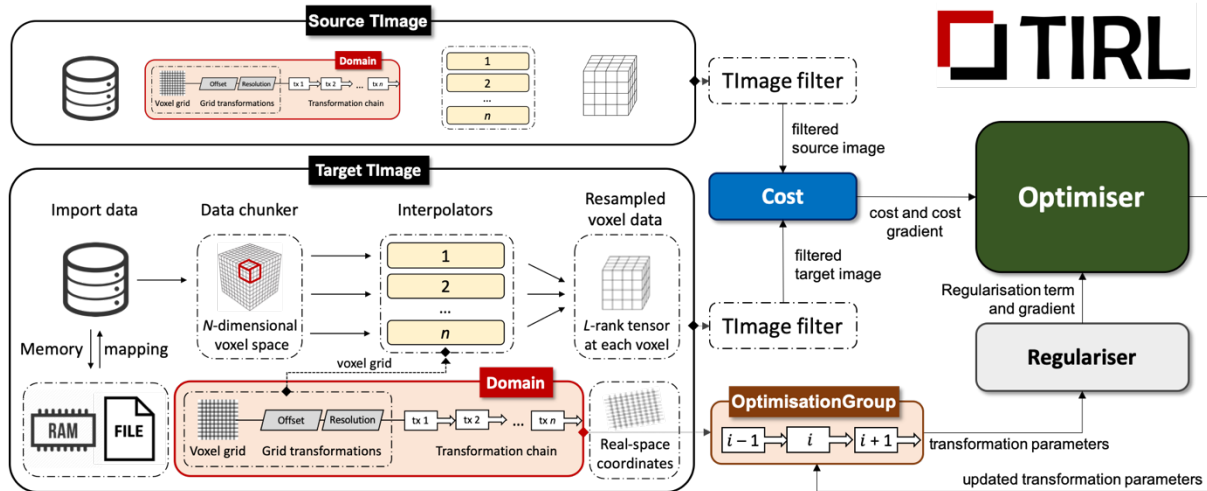 Source TImage
TIRL
Domain
Voxel grid
Offset
Resolution
Grid transformations
tx 1
tx 2
...
tx n
Transformation chain
1
2
...
n
TImage filter
filtered
source image
Cost
cost and cost
gradient
Optimiser
filtered
target image
TImage filter
Regularisation term
and gradient
Regulariser
Target TImage
Import data
Data chunker
Interpolators
Resampled
voxel data
N-dimensional
voxel space
1
2
...
n
L-rank tensor
at each voxel
Memory
mapping
voxel grid
RAM
FILE
Domain
Voxel grid
Offset
Resolution
Grid transformations
tx 1
tx 2
...
tx n
Transformation chain
Real-space
coordinates
OptimisationGroup
i − 1
i
i + 1
transformation parameters
updated transformation parameters